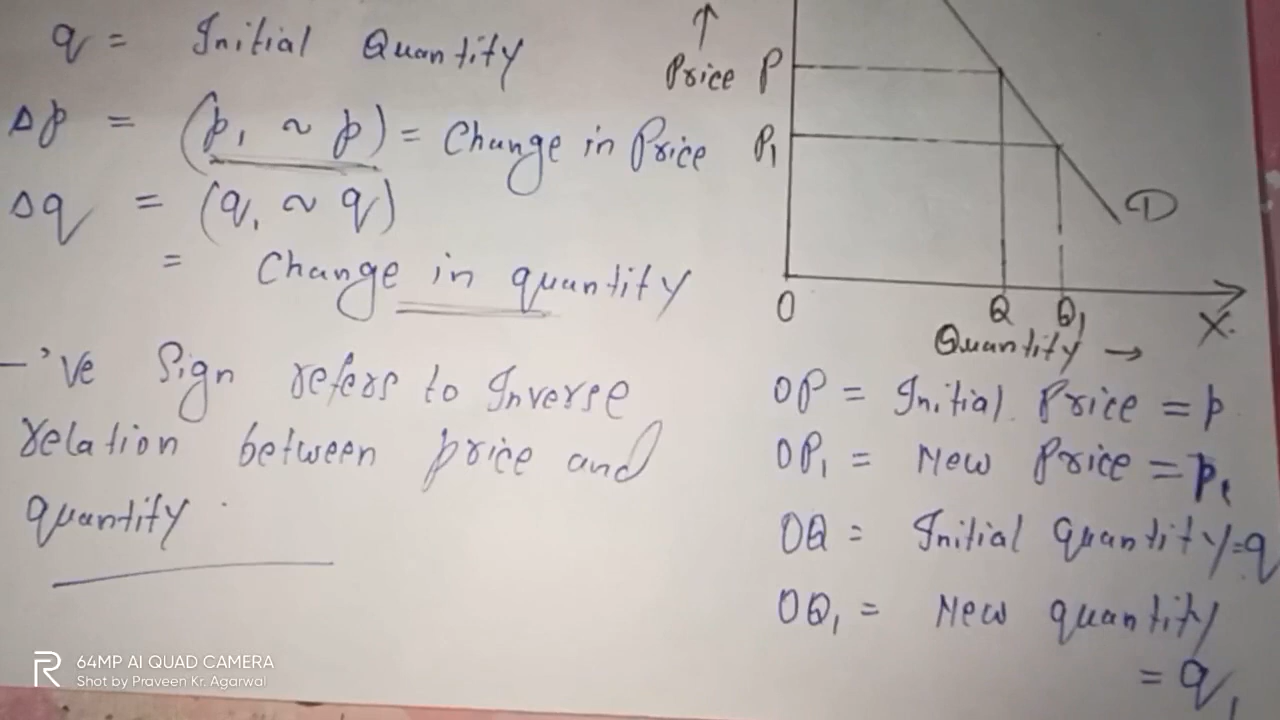 q = Initial Quantity
Δp = (p₁ ~ p) = Change in Price
Δq = (q₁ ~ q)
= Change in quantity
-'ve Sign refers to Inverse
relation between price and
quantity
↑
Price P
P₁
D
O Q Q₁ X
Quantity →
OP = Initial Price = p
OP₁ = New Price = p₁
OQ = Initial quantity = q
OQ₁ = New quantity
= q₁
R
64MP AI QUAD CAMERA
Shot by Praveen Kr. Agarwal